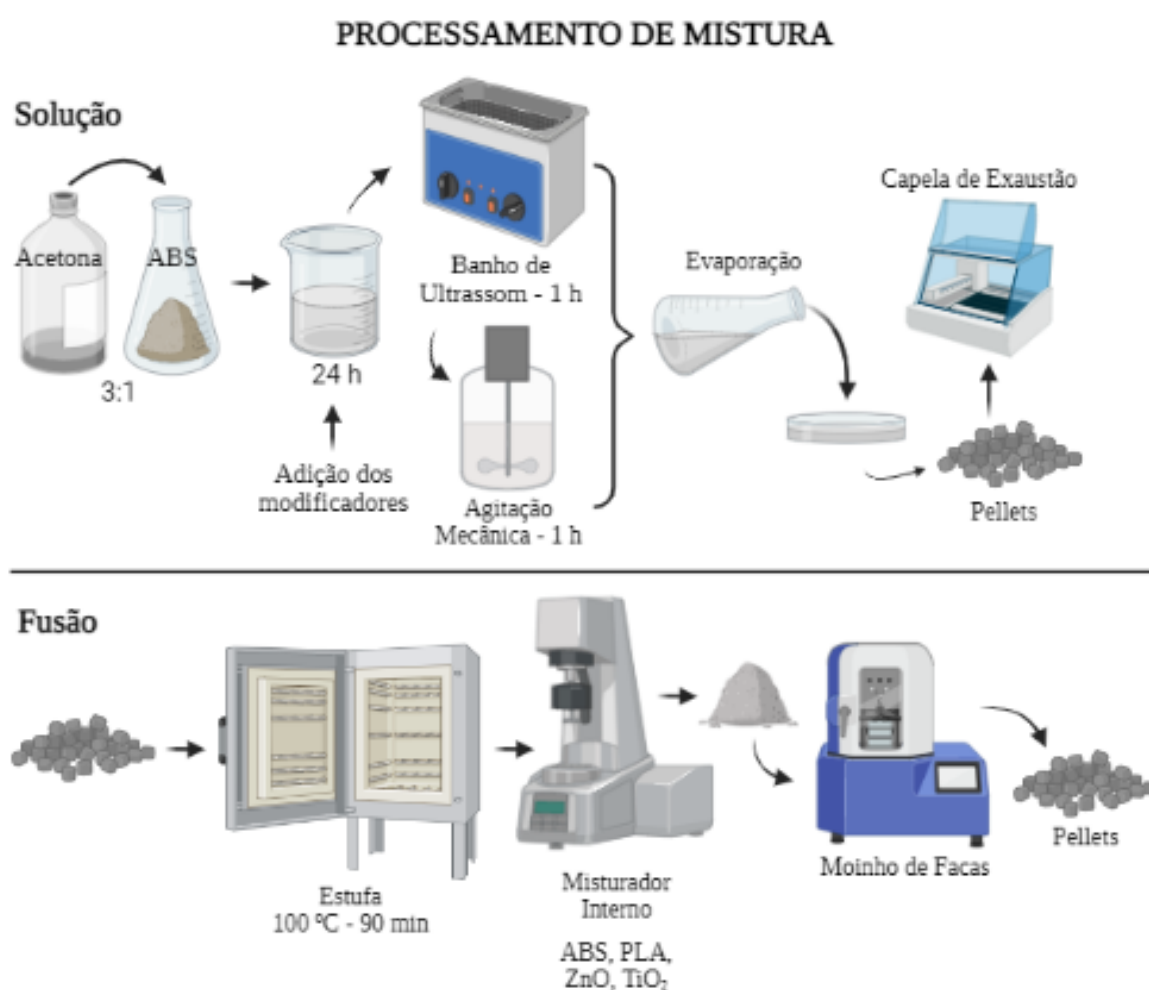 PROCESSAMENTO DE MISTURA
Solução
Acetona
ABS
3:1
24 h
Adição dos
modificadores
Banho de
Ultrassom - 1 h
Agitação
Mecânica - 1 h
Evaporação
Capela de Exaustão
Pellets
Fusão
Estufa
100 ºC - 90 min
Misturador
Interno
ABS, PLA,
ZnO, TiO₂
Moinho de Facas
Pellets